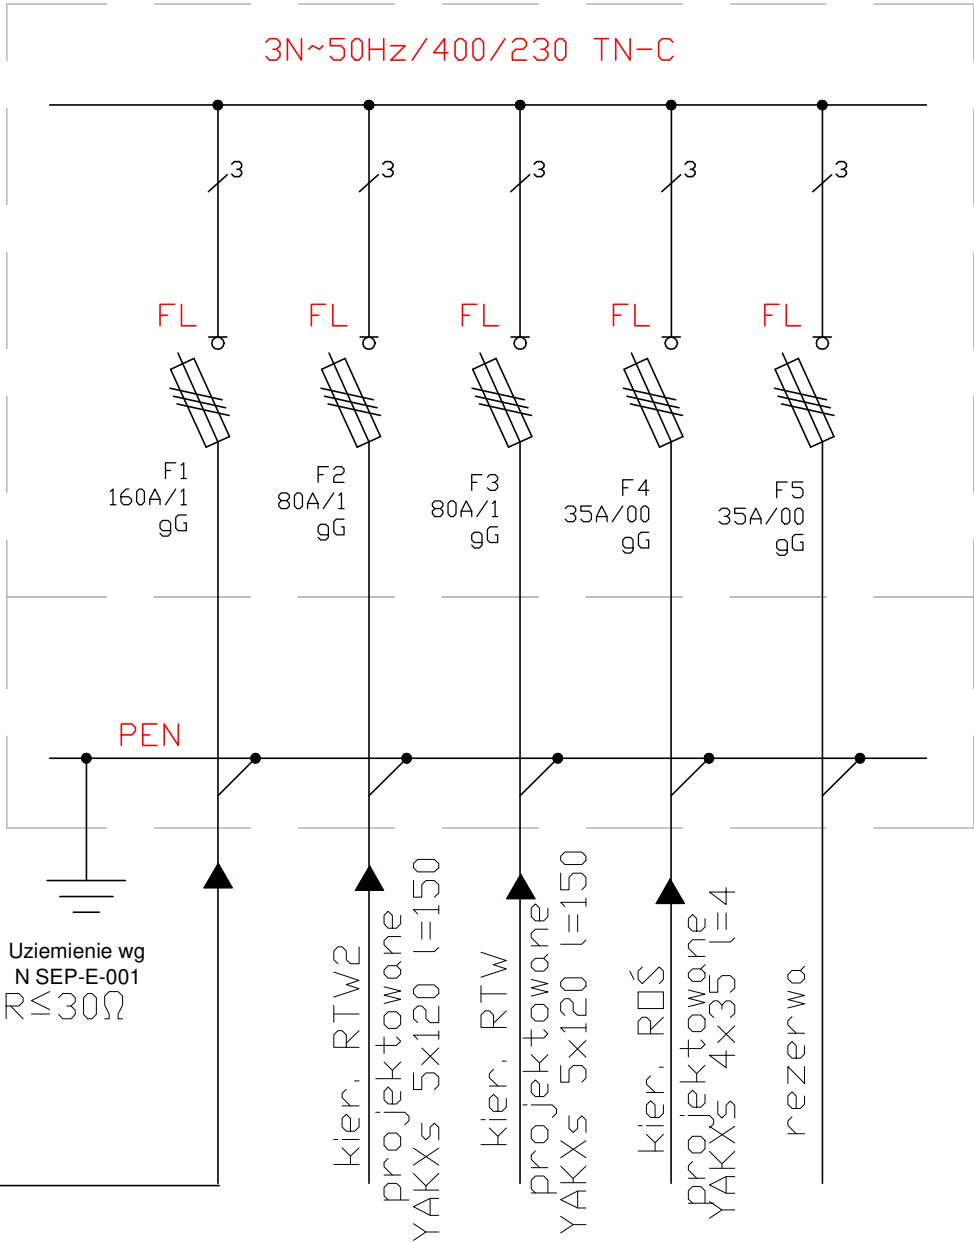 3N~50Hz/400/230 TN-C
3
3
3
3
3
FL
FL
FL
FL
FL
F1
160A/1
gG
F2
80A/1
gG
F3
80A/1
gG
F4
35A/00
gG
F5
35A/00
gG
PEN
Uziemienie wg
N SEP-E-001
R≤30Ω
kier. RTW2
projektowane
YAKXs 5x120 l=150
kier. RTW
projektowane
YAKXs 5x120 l=150
kier. ROŚ
projektowane
YAKXs 4x35 l=4
rezerwa